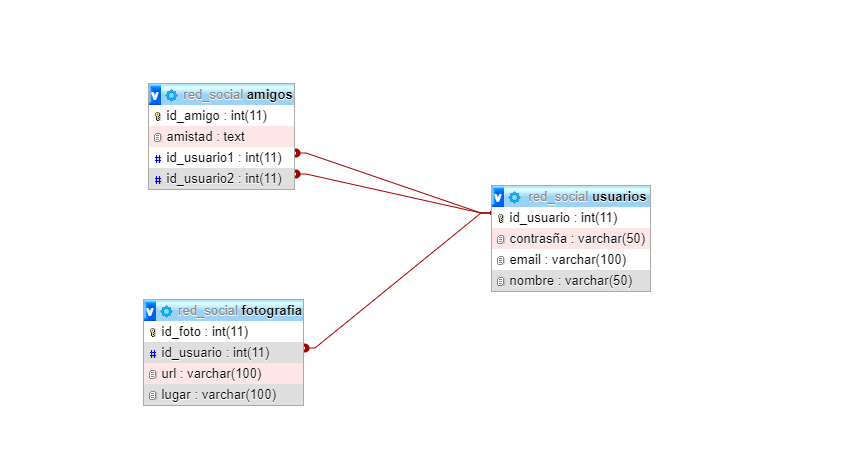 v red_social amigos
id_amigo : int(11)
amistad : text
# id_usuario1 : int(11)
# id_usuario2 : int(11)
v red_social usuarios
id_usuario : int(11)
contrasña : varchar(50)
email : varchar(100)
nombre : varchar(50)
v red_social fotografia
id_foto : int(11)
# id_usuario : int(11)
url : varchar(100)
lugar : varchar(100)